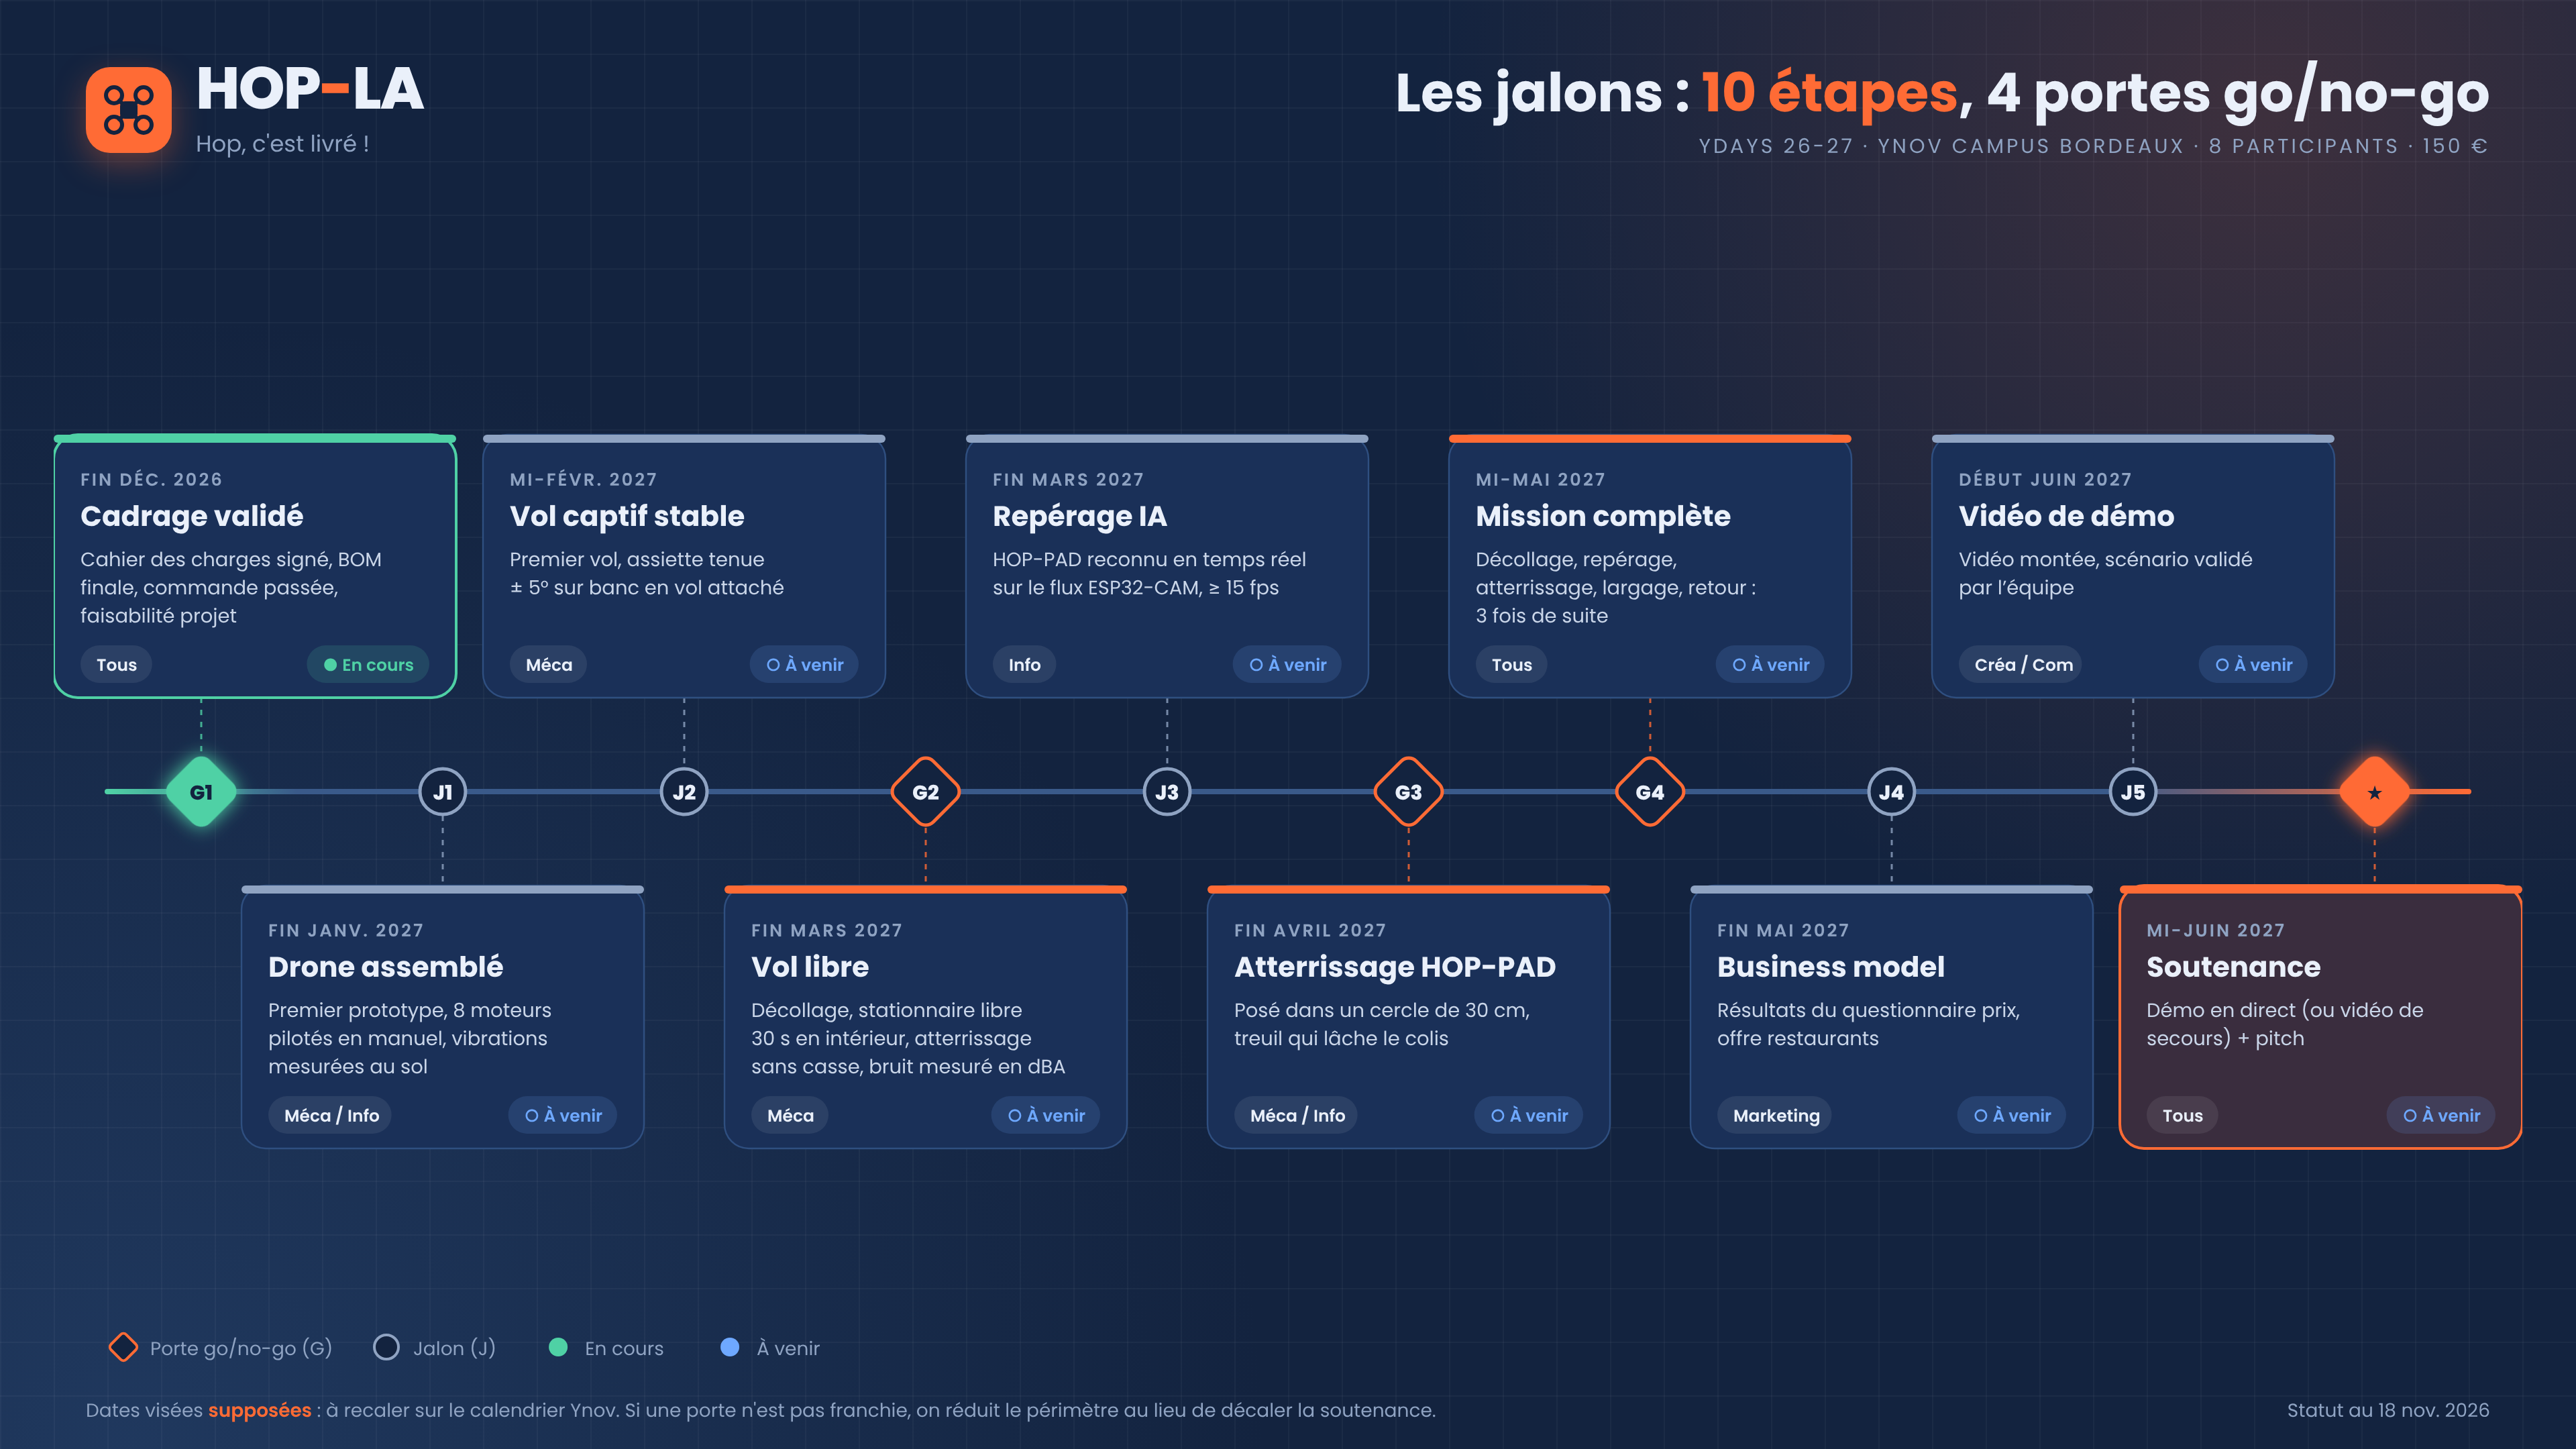 HOP-LA
Hop, c'est livré !
Les jalons : 10 étapes, 4 portes go/no-go
YDAYS 26-27 · YNOV CAMPUS BORDEAUX · 8 PARTICIPANTS · 150 €
FIN DÉC. 2026
Cadrage validé
Cahier des charges signé, BOM
finale, commande passée,
faisabilité projet
Tous
En cours
MI-FÉVR. 2027
Vol captif stable
Premier vol, assiette tenue
± 5° sur banc en vol attaché
Méca
À venir
FIN MARS 2027
Repérage IA
HOP-PAD reconnu en temps réel
sur le flux ESP32-CAM, ≥ 15 fps
Info
À venir
MI-MAI 2027
Mission complète
Décollage, repérage,
atterrissage, largage, retour :
3 fois de suite
Tous
À venir
DÉBUT JUIN 2027
Vidéo de démo
Vidéo montée, scénario validé
par l’équipe
Créa / Com
À venir
G1
J1
J2
G2
J3
G3
G4
J4
J5
★
FIN JANV. 2027
Drone assemblé
Premier prototype, 8 moteurs
pilotés en manuel, vibrations
mesurées au sol
Méca / Info
À venir
FIN MARS 2027
Vol libre
Décollage, stationnaire libre
30 s en intérieur, atterrissage
sans casse, bruit mesuré en dBA
Méca
À venir
FIN AVRIL 2027
Atterrissage HOP-PAD
Posé dans un cercle de 30 cm,
treuil qui lâche le colis
Méca / Info
À venir
FIN MAI 2027
Business model
Résultats du questionnaire prix,
offre restaurants
Marketing
À venir
MI-JUIN 2027
Soutenance
Démo en direct (ou vidéo de
secours) + pitch
Tous
À venir
Porte go/no-go (G)
Jalon (J)
En cours
À venir
Dates visées supposées : à recaler sur le calendrier Ynov. Si une porte n'est pas franchie, on réduit le périmètre au lieu de décaler la soutenance.
Statut au 18 nov. 2026